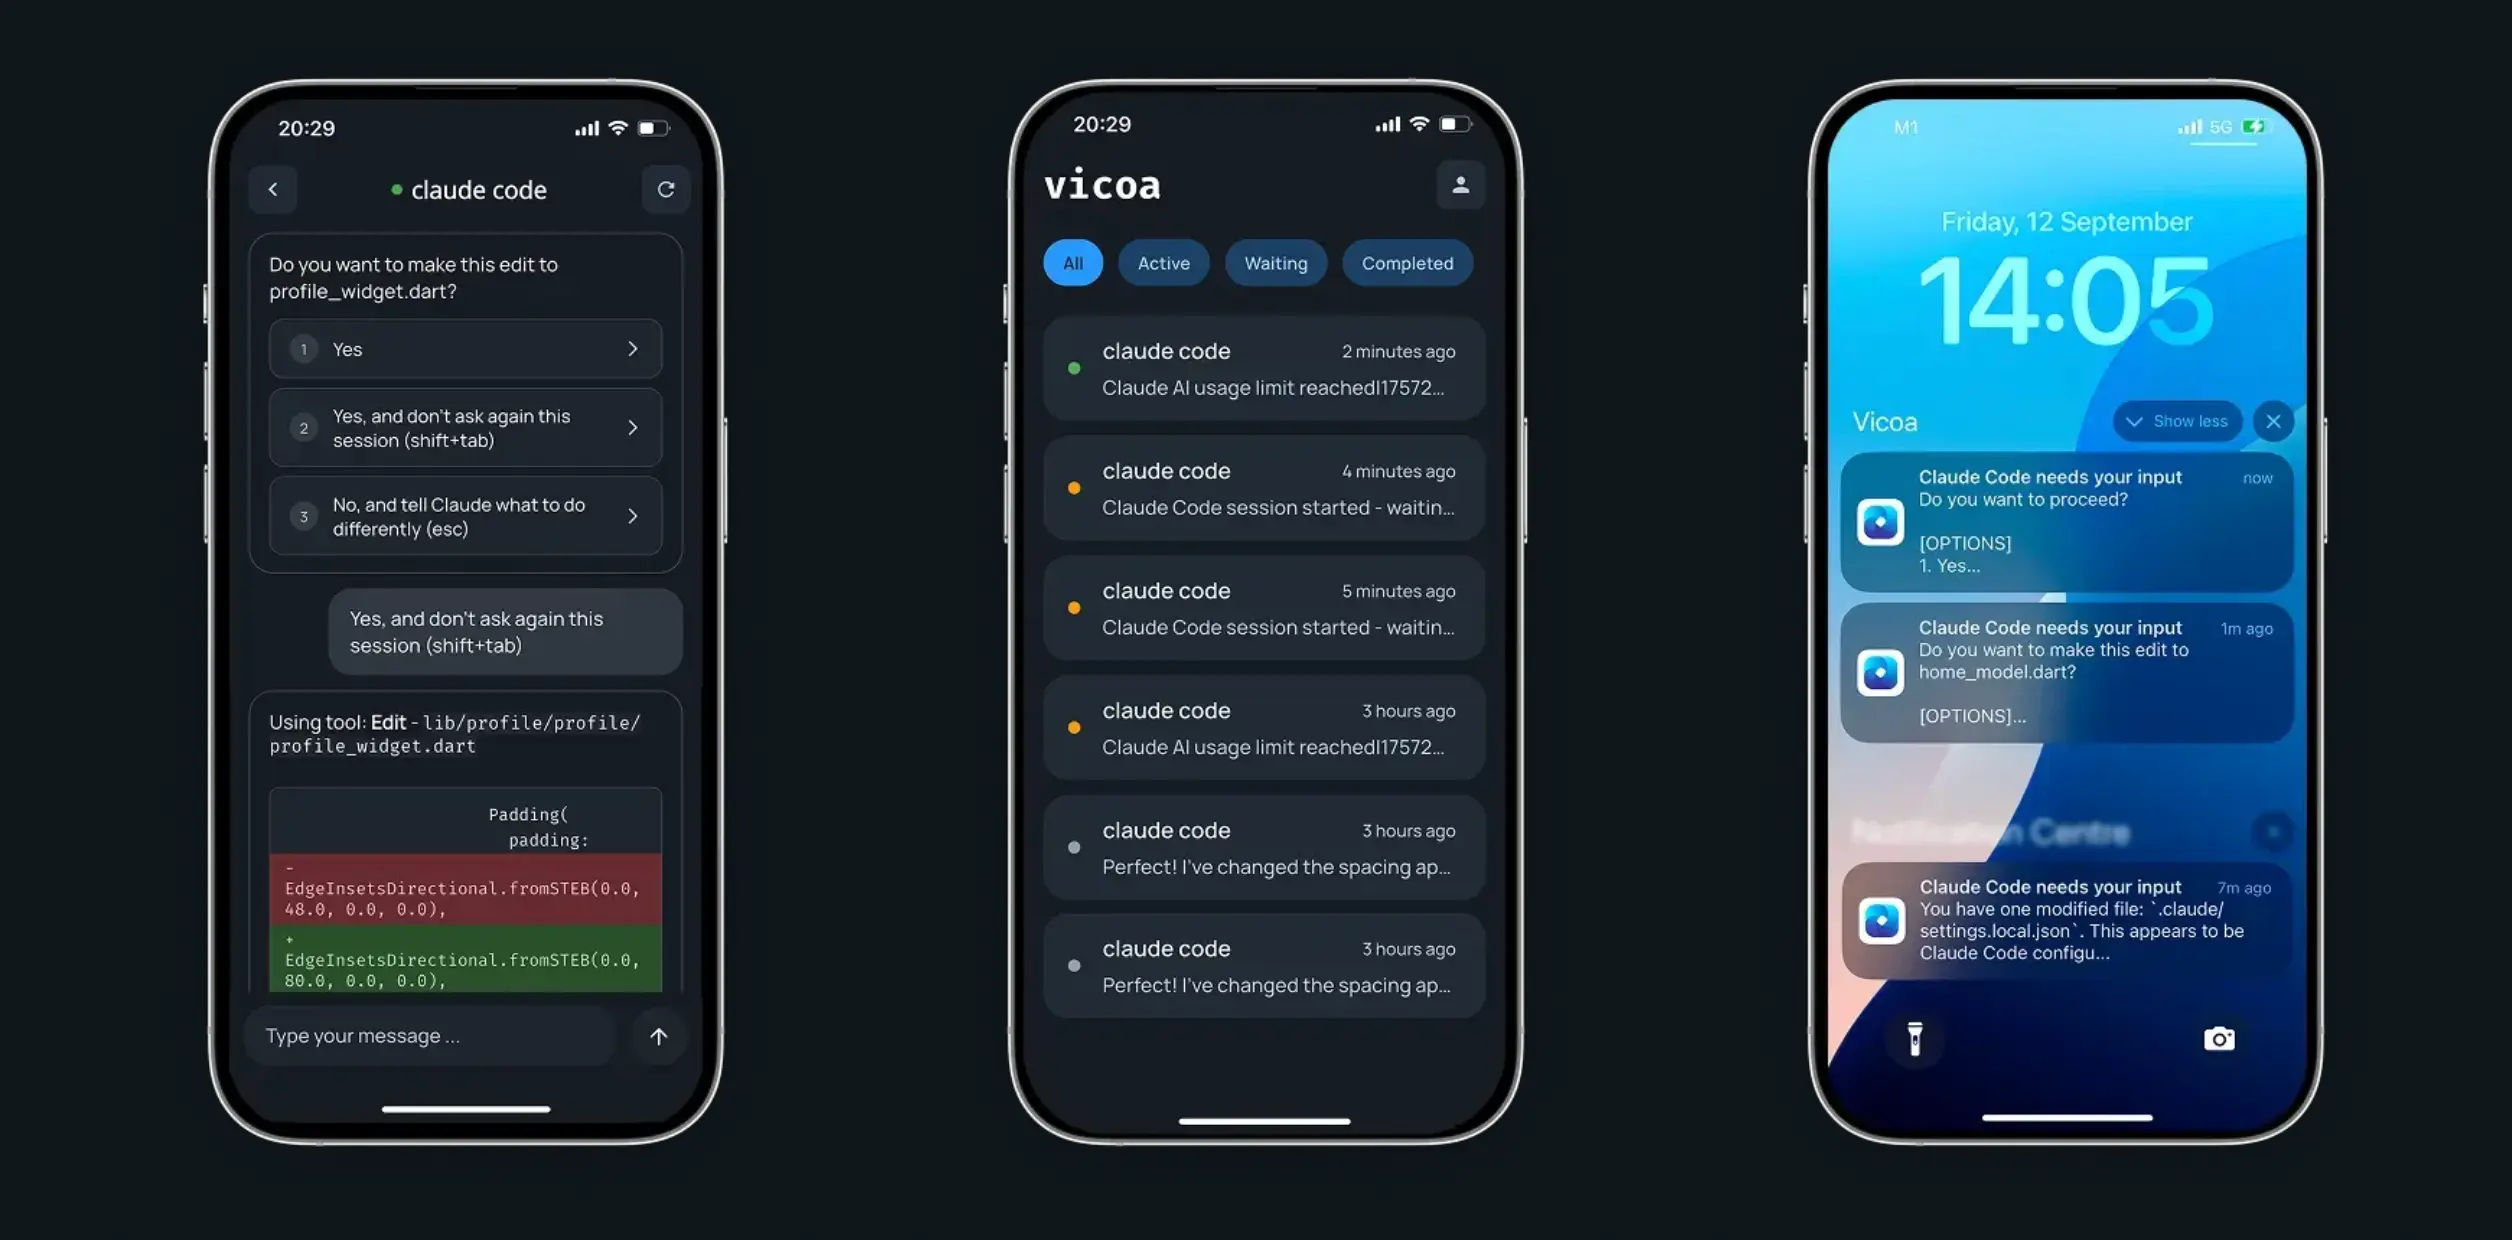 20:29
claude code
Do you want to make this edit to
profile_widget.dart?
1 Yes
2 Yes, and don't ask again this
session (shift+tab)
3 No, and tell Claude what to do
differently (esc)
Yes, and don't ask again this
session (shift+tab)
Using tool: Edit - lib/profile/profile/
profile_widget.dart
Padding(
padding:
-
EdgeInsetsDirectional.fromSTEB(0.0,
48.0, 0.0, 0.0),
+
EdgeInsetsDirectional.fromSTEB(0.0,
80.0, 0.0, 0.0),
Type your message ...
20:29
vicoa
All Active Waiting Completed
claude code 2 minutes ago
Claude AI usage limit reached|17572...
claude code 4 minutes ago
Claude Code session started - waitin...
claude code 5 minutes ago
Claude Code session started - waitin...
claude code 3 hours ago
Claude AI usage limit reached|17572...
claude code 3 hours ago
Perfect! I've changed the spacing ap...
claude code 3 hours ago
Perfect! I've changed the spacing ap...
M1 5G
Friday, 12 September
14:05
Vicoa Show less
Claude Code needs your input now
Do you want to proceed?
[OPTIONS]
1. Yes...
Claude Code needs your input 1m ago
Do you want to make this edit to
home_model.dart?
[OPTIONS]...
Notification Centre
Claude Code needs your input 7m ago
You have one modified file: `.claude/
settings.local.json`. This appears to be
Claude Code configu...